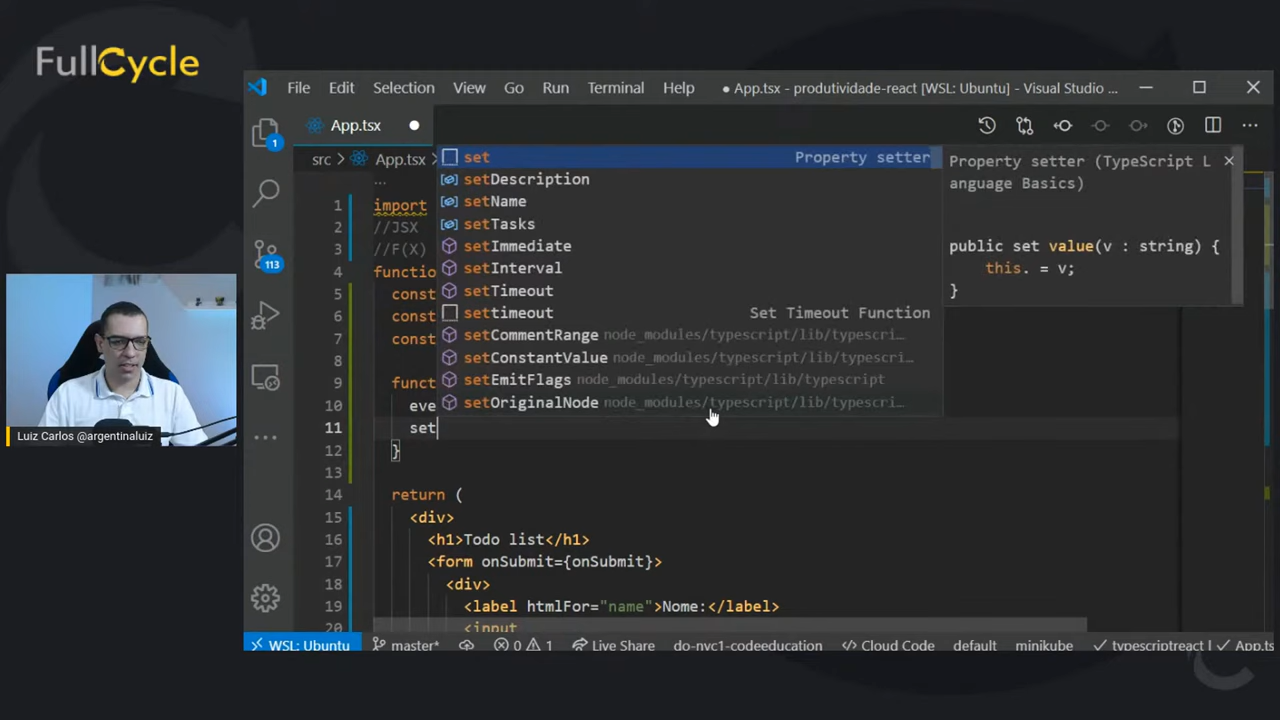 FullCycle
File Edit Selection View Go Run Terminal Help
● App.tsx - produtividade-react [WSL: Ubuntu] - Visual Studio ...
App.tsx
src > App.tsx >
1
113
...
1 import
2 //JSX
3 //F(X)
4 functio
5 const
6 const
7 const
8
9 funct
10 eve
11 set
12 }
13
14 return (
15 <div>
16 <h1>Todo list</h1>
17 <form onSubmit={onSubmit}>
18 <div>
19 <label htmlFor="name">Nome:</label>
20 <input
set Property setter
setDescription
setName
setTasks
setImmediate
setInterval
setTimeout
settimeout Set Timeout Function
setCommentRange node_modules/typescript/lib/typescri...
setConstantValue node_modules/typescript/lib/typescri...
setEmitFlags node_modules/typescript/lib/typescript
setOriginalNode node_modules/typescript/lib/typescri...
Property setter (TypeScript L
anguage Basics)
public set value(v : string) {
this. = v;
}
Luiz Carlos @argentinaluiz
WSL: Ubuntu master* 0 1 Live Share do-nyc1-codeeducation Cloud Code default minikube typescriptreact App.ts